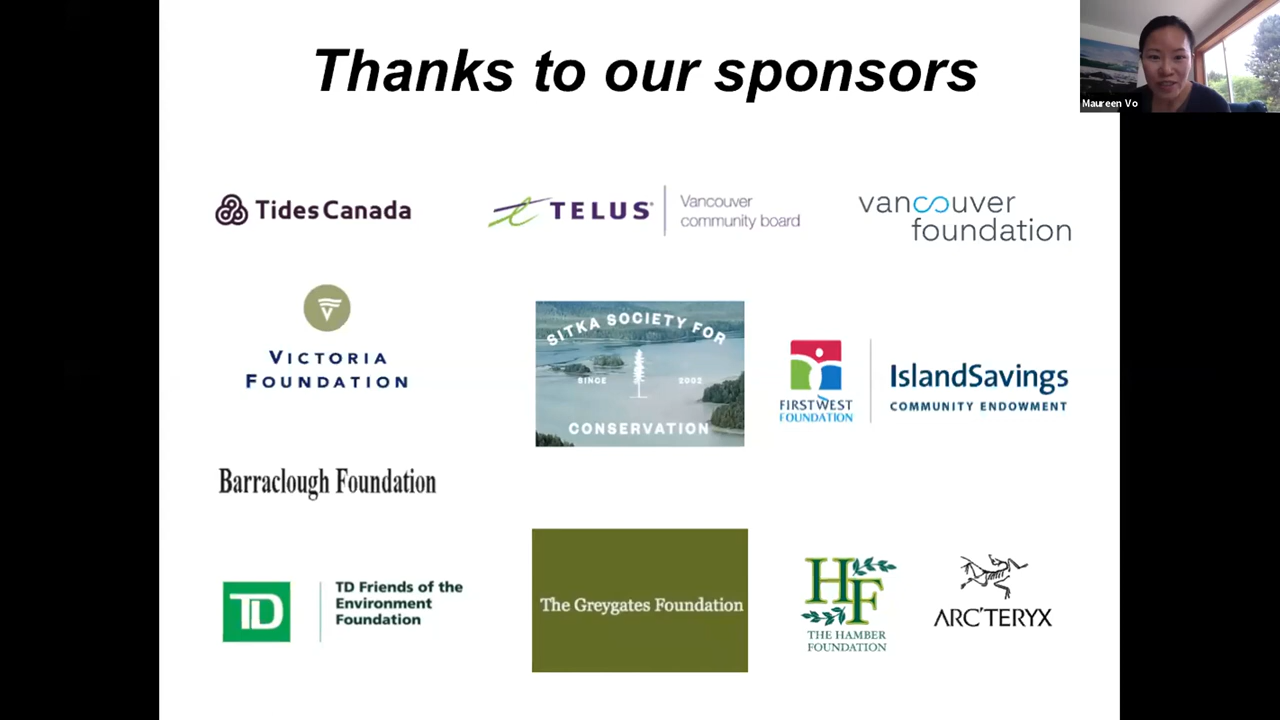 Thanks to our sponsors
Maureen Vo
Tides Canada
TELUS®
Vancouver
community board
vancouver
foundation
VICTORIA
FOUNDATION
SITKA SOCIETY FOR
SINCE 2002
CONSERVATION
FIRST WEST
FOUNDATION
IslandSavings
COMMUNITY ENDOWMENT
Barraclough Foundation
TD
TD Friends of the
Environment
Foundation
The Greygates Foundation
HF
THE HAMBER
FOUNDATION
ARC'TERYX